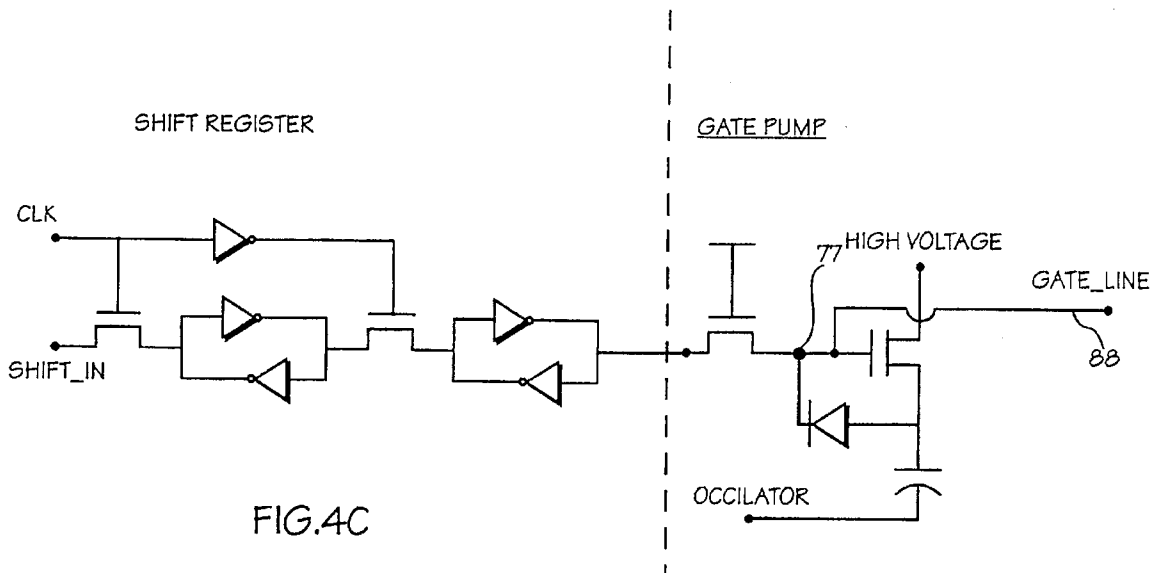 SHIFT REGISTER
GATE PUMP
CLK
77
HIGH VOLTAGE
GATE_LINE
SHIFT_IN
88
OCCILATOR
FIG.4C